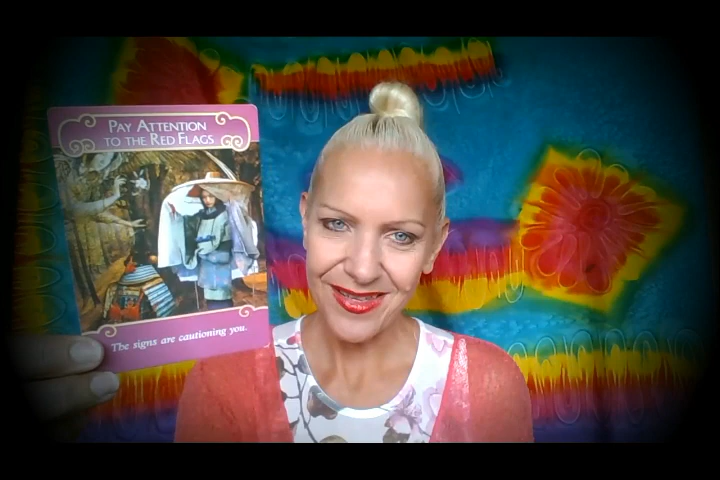 PAY ATTENTION
TO THE RED FLAGS
The signs are cautioning you.